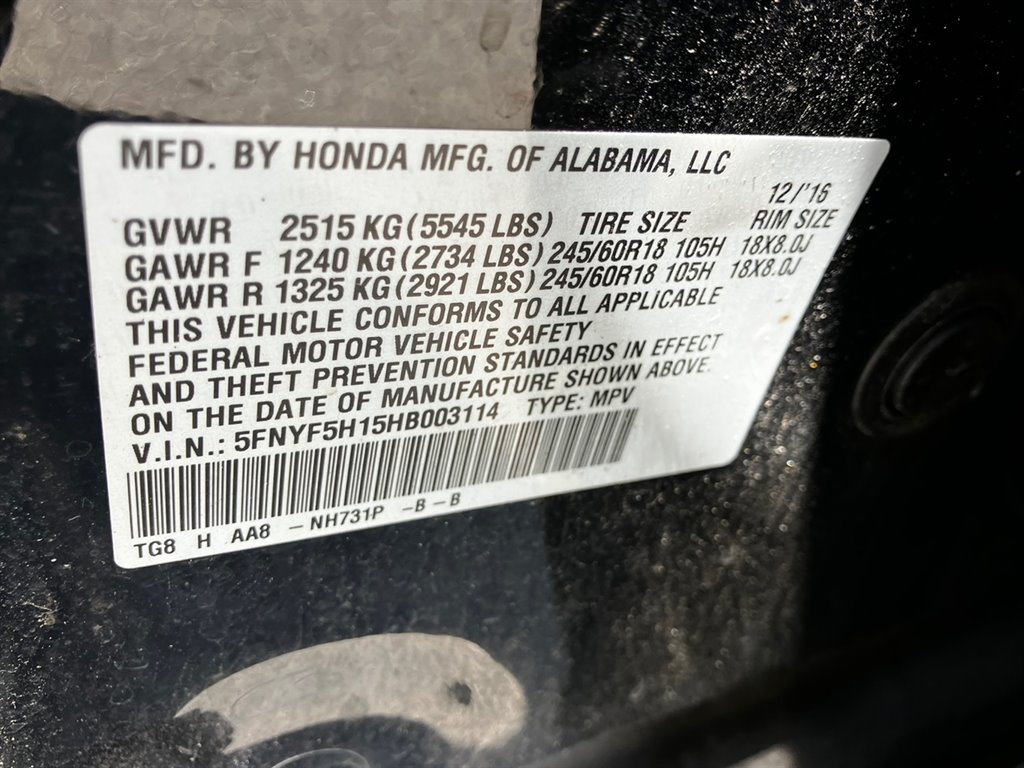 MFD. BY HONDA MFG. OF ALABAMA, LLC
12/'16
GVWR 2515 KG (5545 LBS) TIRE SIZE RIM SIZE
GAWR F 1240 KG (2734 LBS) 245/60R18 105H 18X8.0J
GAWR R 1325 KG (2921 LBS) 245/60R18 105H 18X8.0J
THIS VEHICLE CONFORMS TO ALL APPLICABLE
FEDERAL MOTOR VEHICLE SAFETY
AND THEFT PREVENTION STANDARDS IN EFFECT
ON THE DATE OF MANUFACTURE SHOWN ABOVE.
V.I.N.: 5FNYF5H15HB003114 TYPE: MPV
TG8 H AA8 – NH731P -B – B